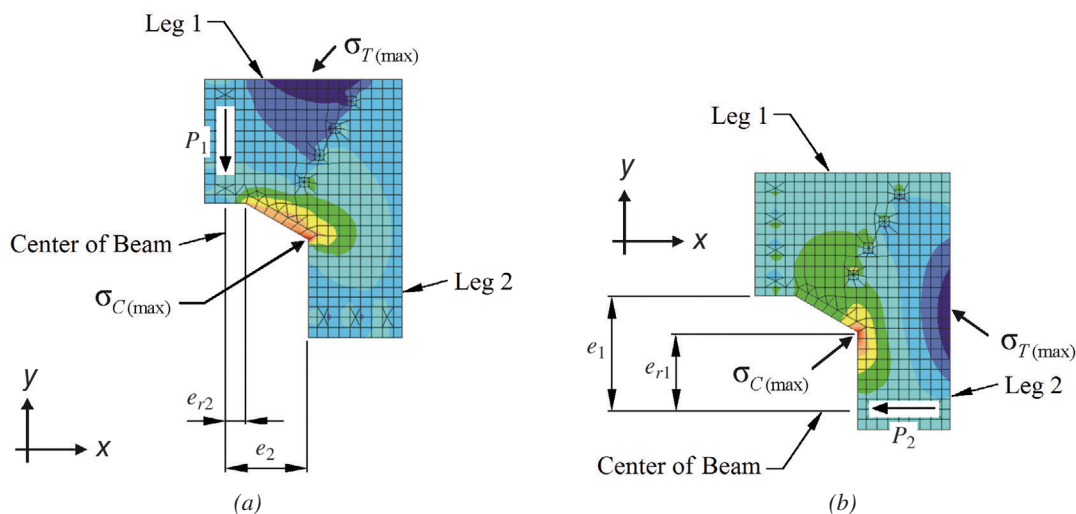 Leg 1
σT(max)
P1
Center of Beam
σC(max)
Leg 2
y
x
er2
e2
(a)
Leg 1
y
x
e1
er1
σC(max)
σT(max)
Leg 2
P2
Center of Beam
(b)